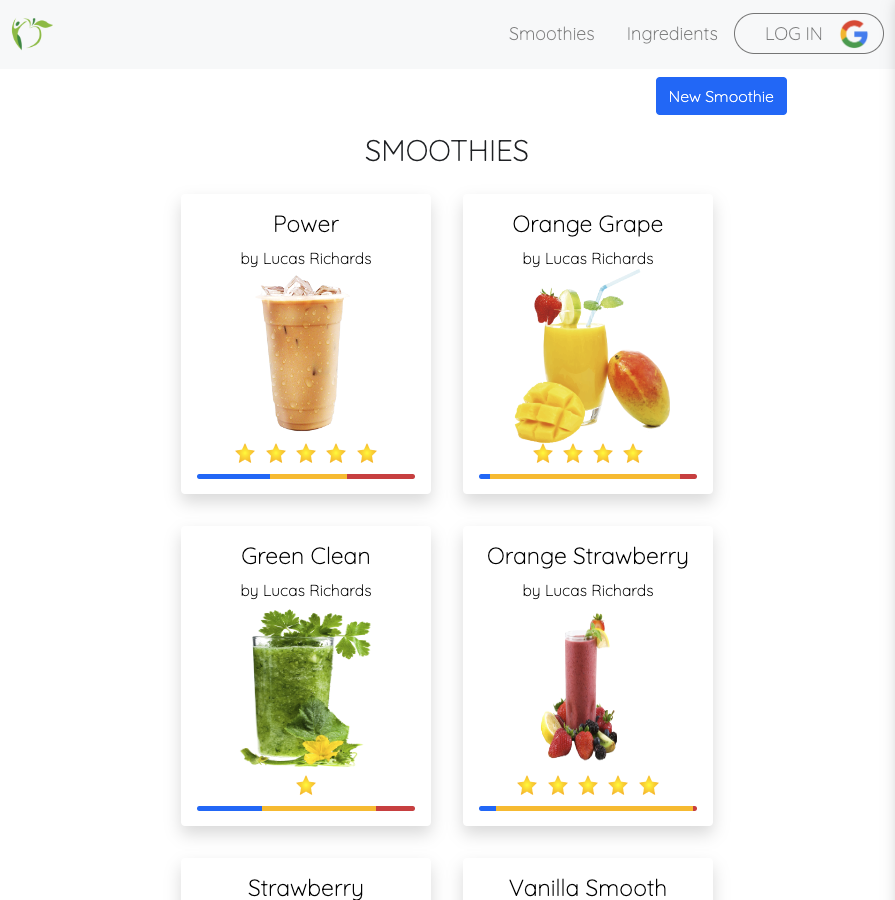 Smoothies
Ingredients
LOG IN
New Smoothie
SMOOTHIES
Power
by Lucas Richards
Orange Grape
by Lucas Richards
Green Clean
by Lucas Richards
Orange Strawberry
by Lucas Richards
Strawberry
Vanilla Smooth